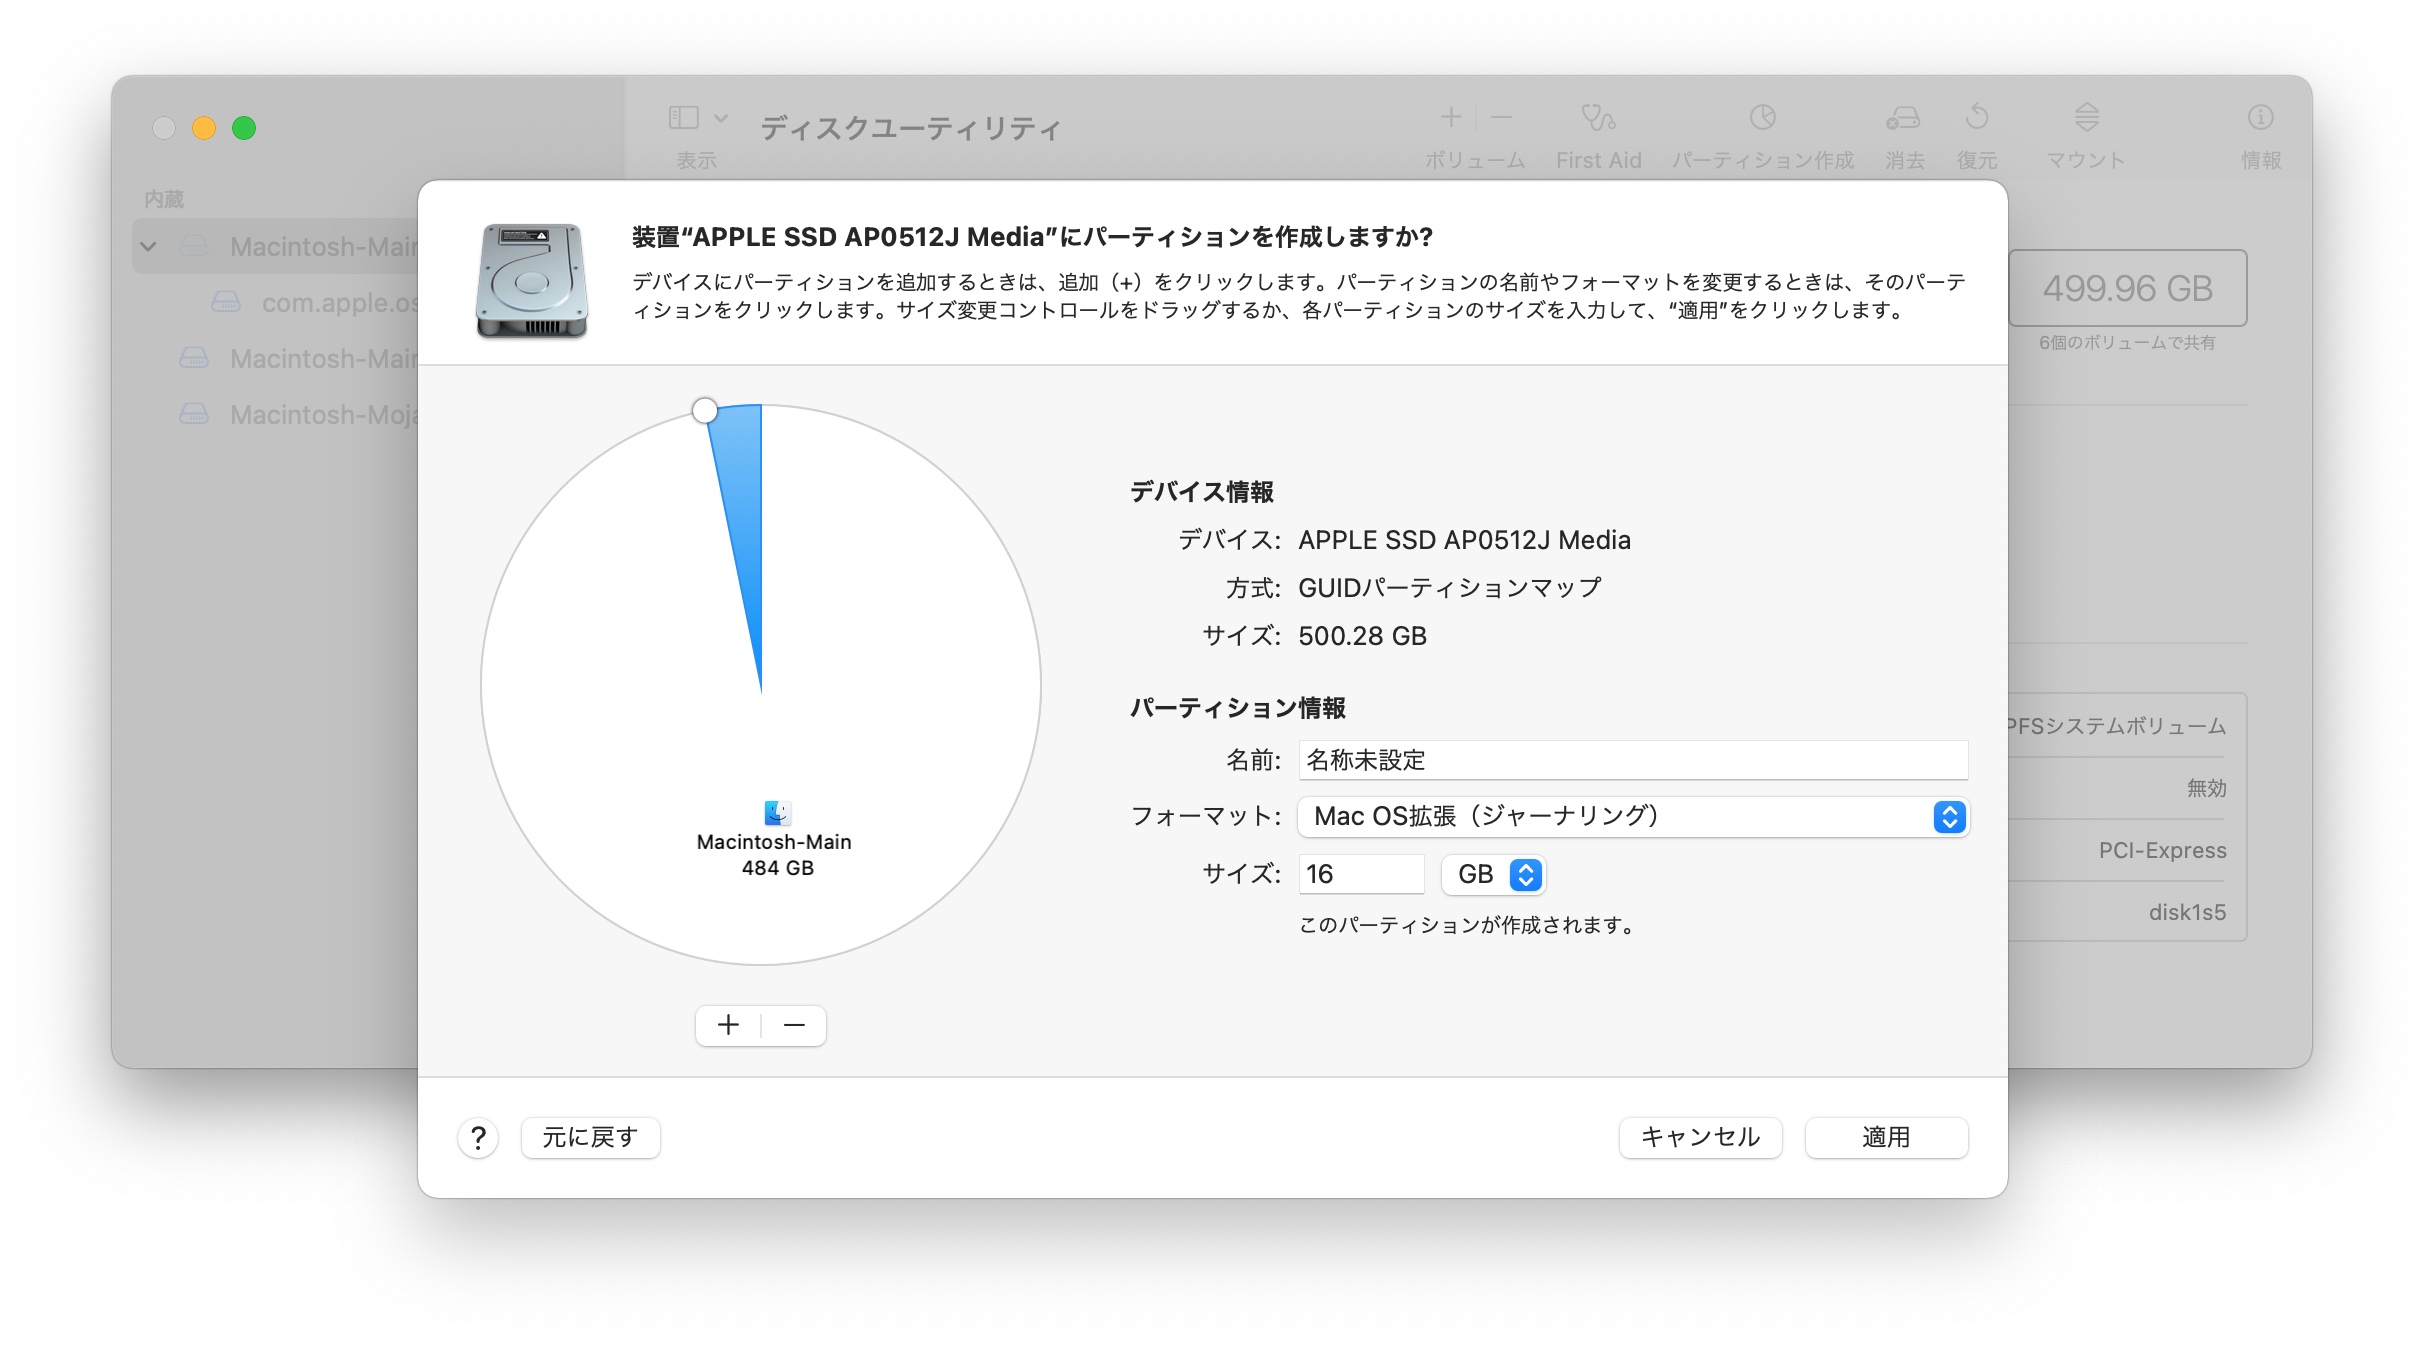 ディスクユーティリティ
表示
ボリューム
First Aid
パーティション作成
消去
復元
マウント
情報
内蔵
Macintosh-Main
com.apple.os
Macintosh-Main
Macintosh-Moja
499.96 GB
6個のボリュームで共有
PFSシステムボリューム
無効
PCI-Express
disk1s5
装置“APPLE SSD AP0512J Media”にパーティションを作成しますか?
デバイスにパーティションを追加するときは、追加（+）をクリックします。パーティションの名前やフォーマットを変更するときは、そのパーテ
ィションをクリックします。サイズ変更コントロールをドラッグするか、各パーティションのサイズを入力して、“適用”をクリックします。
Macintosh-Main
484 GB
デバイス情報
デバイス: APPLE SSD AP0512J Media
方式: GUIDパーティションマップ
サイズ: 500.28 GB
パーティション情報
名前: 名称未設定
フォーマット: Mac OS拡張（ジャーナリング）
サイズ: 16 GB
このパーティションが作成されます。
+ −
? 元に戻す
キャンセル 適用